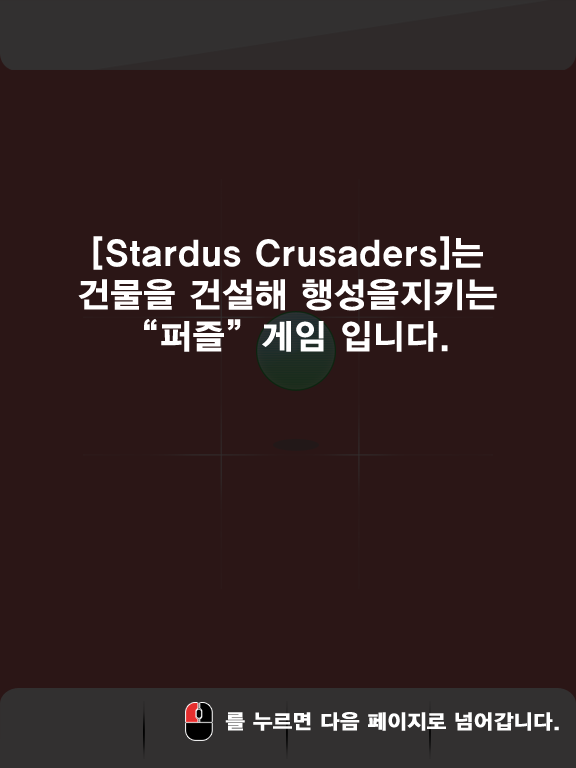 [Stardus Crusaders]는
건물을 건설해 행성을지키는
“퍼즐” 게임 입니다.
를 누르면 다음 페이지로 넘어갑니다.